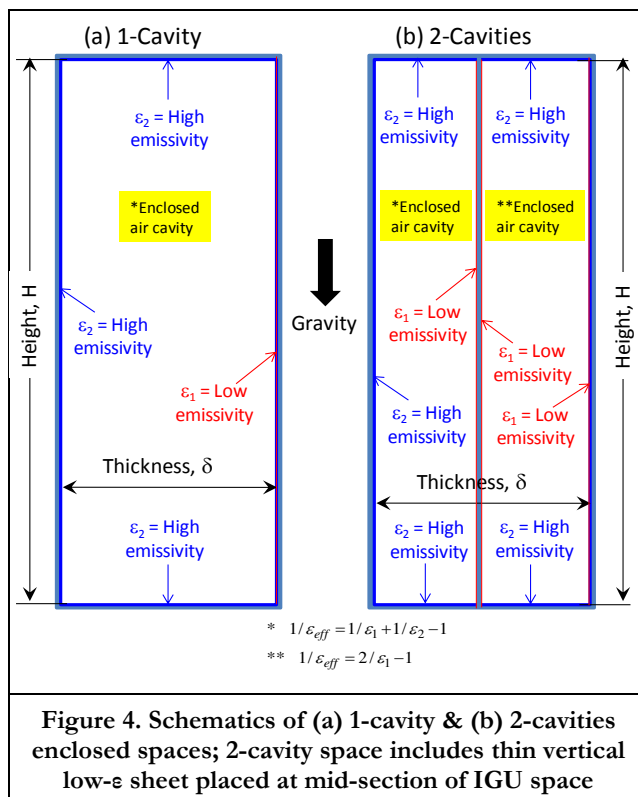 (a) 1-Cavity
(b) 2-Cavities
ε₂ = High
emissivity
*Enclosed
air cavity
ε₂ = High
emissivity
ε₁ = Low
emissivity
Height, H
Thickness, δ
ε₂ = High
emissivity
Gravity
ε₂ = High
emissivity
ε₂ = High
emissivity
*Enclosed
air cavity
**Enclosed
air cavity
ε₁ = Low
emissivity
ε₁ = Low
emissivity
ε₂ = High
emissivity
ε₁ = Low
emissivity
Thickness, δ
ε₂ = High
emissivity
ε₂ = High
emissivity
Height, H
* 1/ε_eff = 1/ε₁ + 1/ε₂ − 1
** 1/ε_eff = 2/ε₁ − 1
Figure 4. Schematics of (a) 1-cavity & (b) 2-cavities
enclosed spaces; 2-cavity space includes thin vertical
low-ε sheet placed at mid-section of IGU space